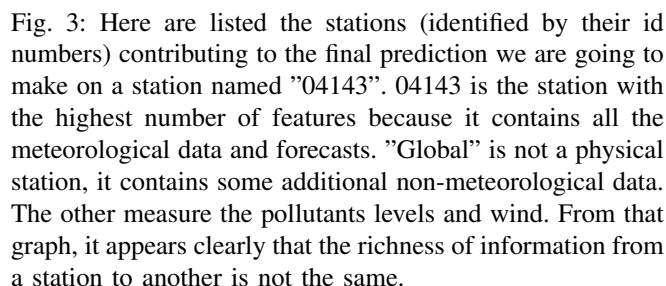 Fig. 3: Here are listed the stations (identified by their id
numbers) contributing to the final prediction we are going to
make on a station named ”04143”. 04143 is the station with
the highest number of features because it contains all the
meteorological data and forecasts. ”Global” is not a physical
station, it contains some additional non-meteorological data.
The other measure the pollutants levels and wind. From that
graph, it appears clearly that the richness of information from
a station to another is not the same.